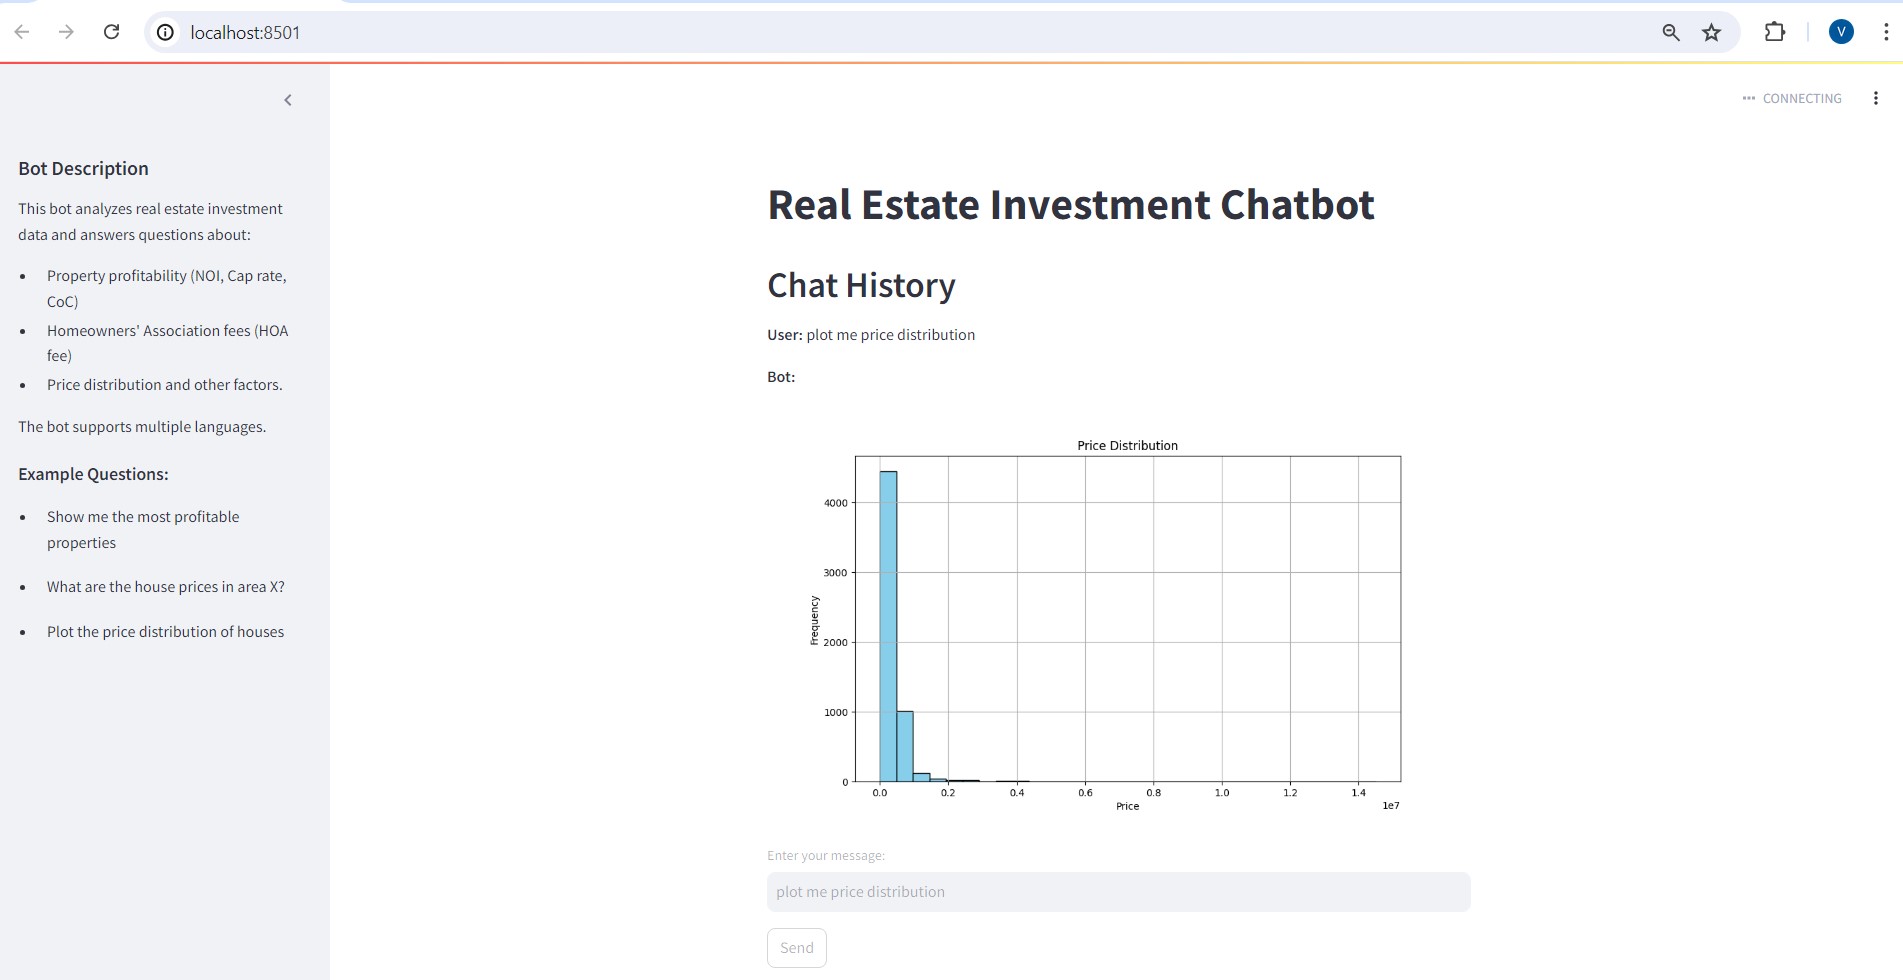 localhost:8501
V
CONNECTING
Bot Description
This bot analyzes real estate investment
data and answers questions about:
• Property profitability (NOI, Cap rate,
CoC)
• Homeowners' Association fees (HOA
fee)
• Price distribution and other factors.
The bot supports multiple languages.
Example Questions:
• Show me the most profitable
properties
• What are the house prices in area X?
• Plot the price distribution of houses
Real Estate Investment Chatbot
Chat History
User: plot me price distribution
Bot:
Price Distribution
4000
3000
2000
1000
0
Frequency
0.0 0.2 0.4 0.6 0.8 1.0 1.2 1.4
1e7
Price
Enter your message:
plot me price distribution
Send